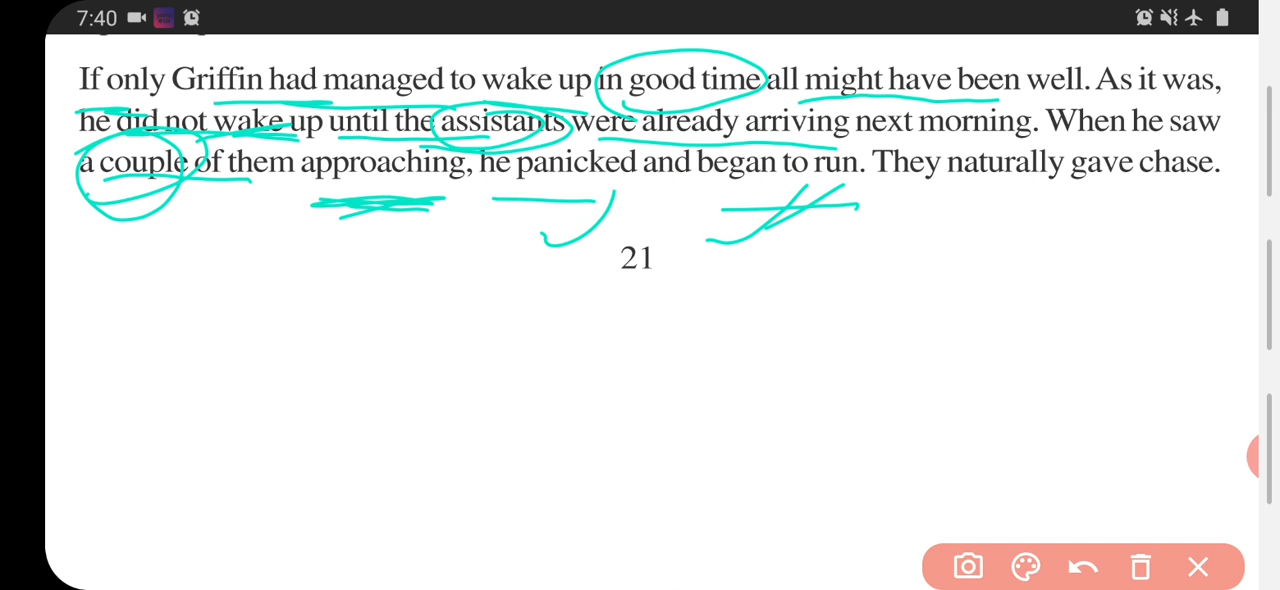 7:40
If only Griffin had managed to wake up in good time all might have been well. As it was,
he did not wake up until the assistants were already arriving next morning. When he saw
a couple of them approaching, he panicked and began to run. They naturally gave chase.
21